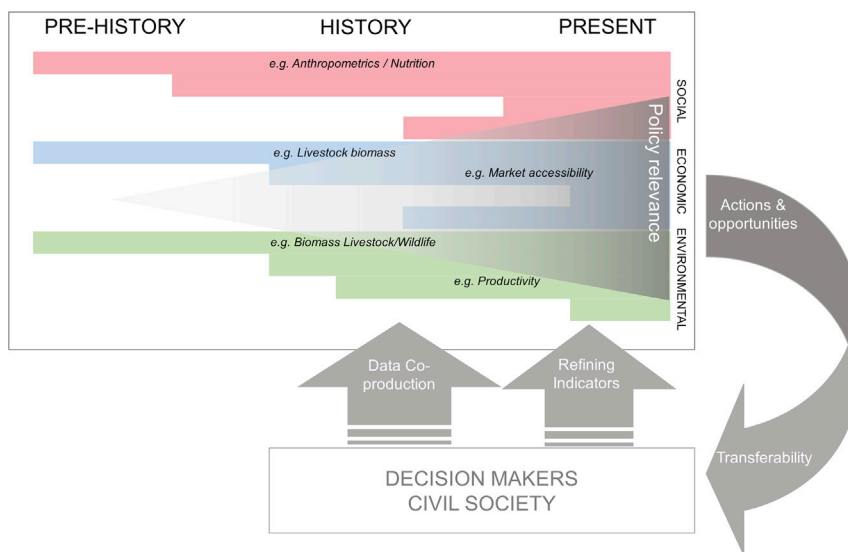 PRE-HISTORY HISTORY PRESENT
e.g. Anthropometrics / Nutrition
SOCIAL
Policy relevance
e.g. Livestock biomass
e.g. Market accessibility
ECONOMIC
e.g. Biomass Livestock/Wildlife
e.g. Productivity
ENVIRONMENTAL
Actions &
opportunities
Data Co-
production
Refining
Indicators
Transferability
DECISION MAKERS
CIVIL SOCIETY